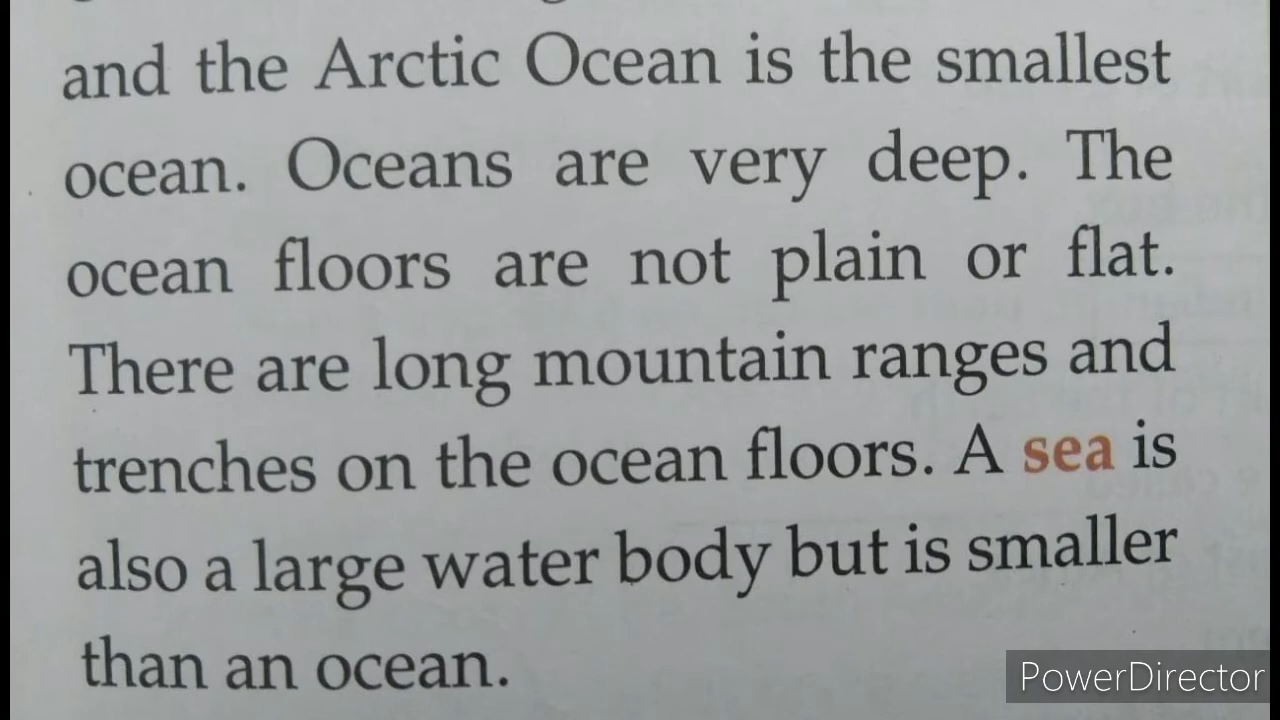 and the Arctic Ocean is the smallest
ocean. Oceans are very deep. The
ocean floors are not plain or flat.
There are long mountain ranges and
trenches on the ocean floors. A sea is
also a large water body but is smaller
than an ocean.
PowerDirector